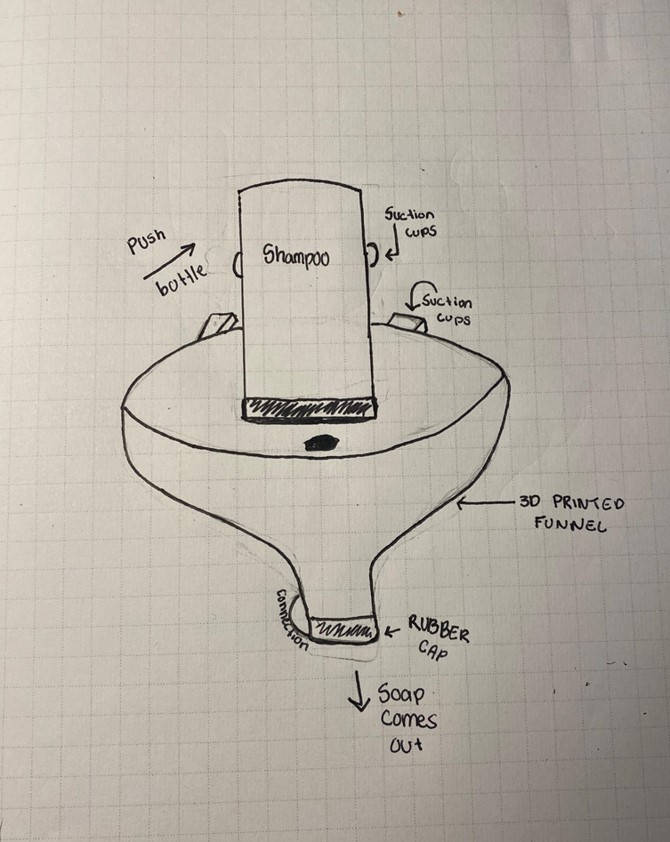 Suction
cups
Push
bottle
Shampoo
Suction
cups
3D PRINTED
FUNNEL
connection
RUBBER
CAP
Soap
Comes
Out